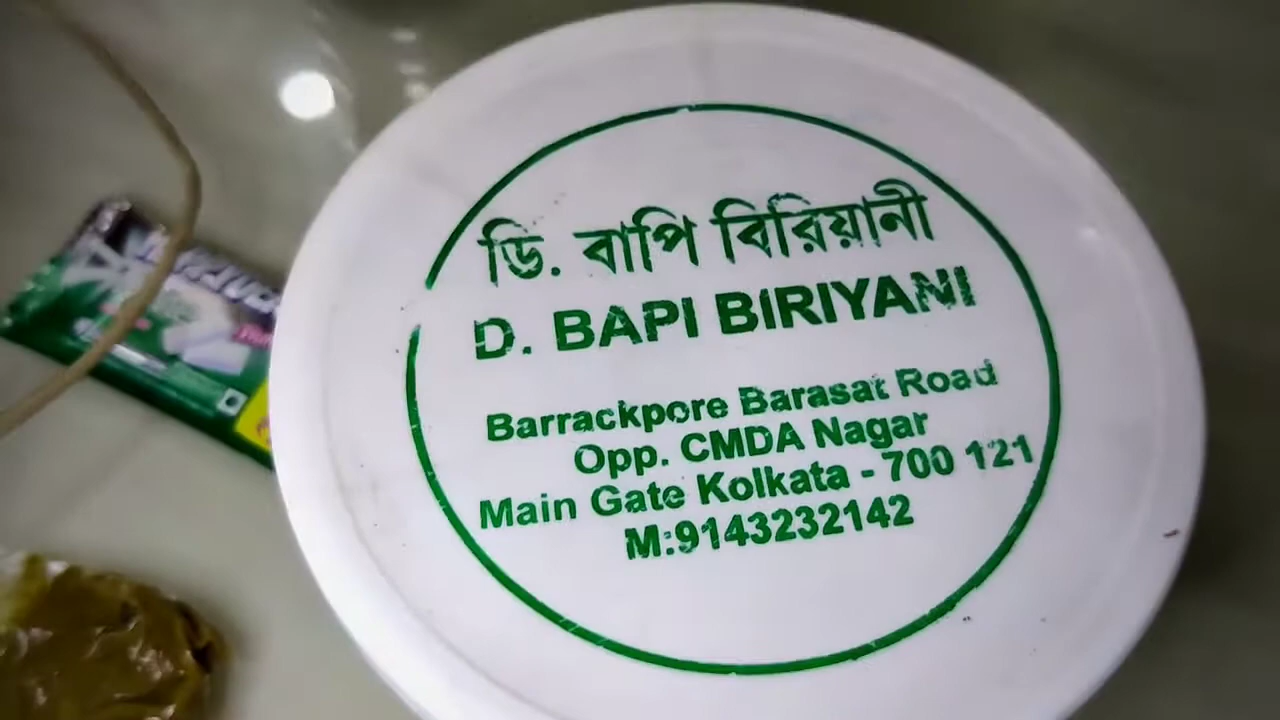 ডি. বাপি বিরিয়ানী
D. BAPI BIRIYANI
Barrackpore Barasat Road
Opp. CMDA Nagar
Main Gate Kolkata - 700 121
M:9143232142